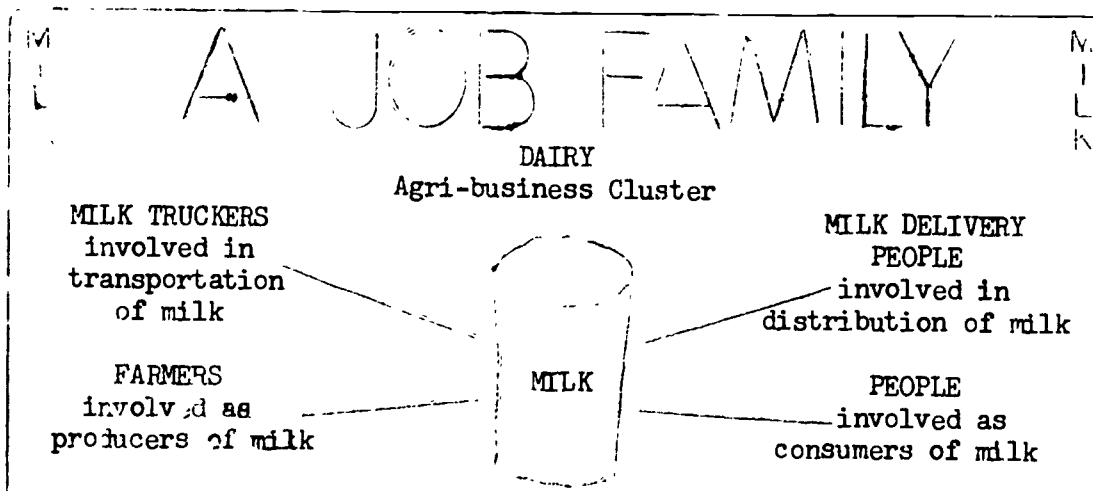 A JOB FAMILY
MILK
DAIRY
Agri-business Cluster
MILK TRUCKERS
involved in
transportation
of milk
MILK DELIVERY
PEOPLE
involved in
distribution of milk
FARMERS
involved as
producers of milk
MILK
PEOPLE
involved as
consumers of milk